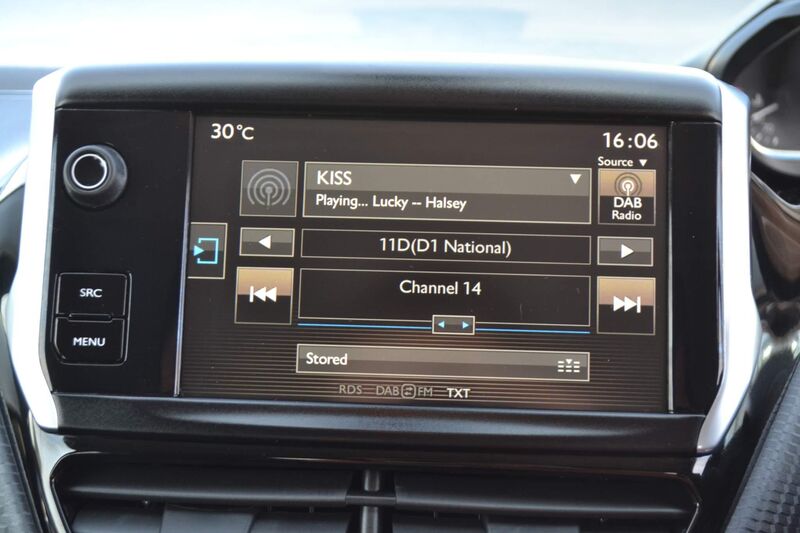 30°C
16:06
Source ▼
KISS ▼
Playing... Lucky -- Halsey
DAB
Radio
11D(D1 National)
Channel 14
SRC
MENU
Stored
RDS DAB FM TXT